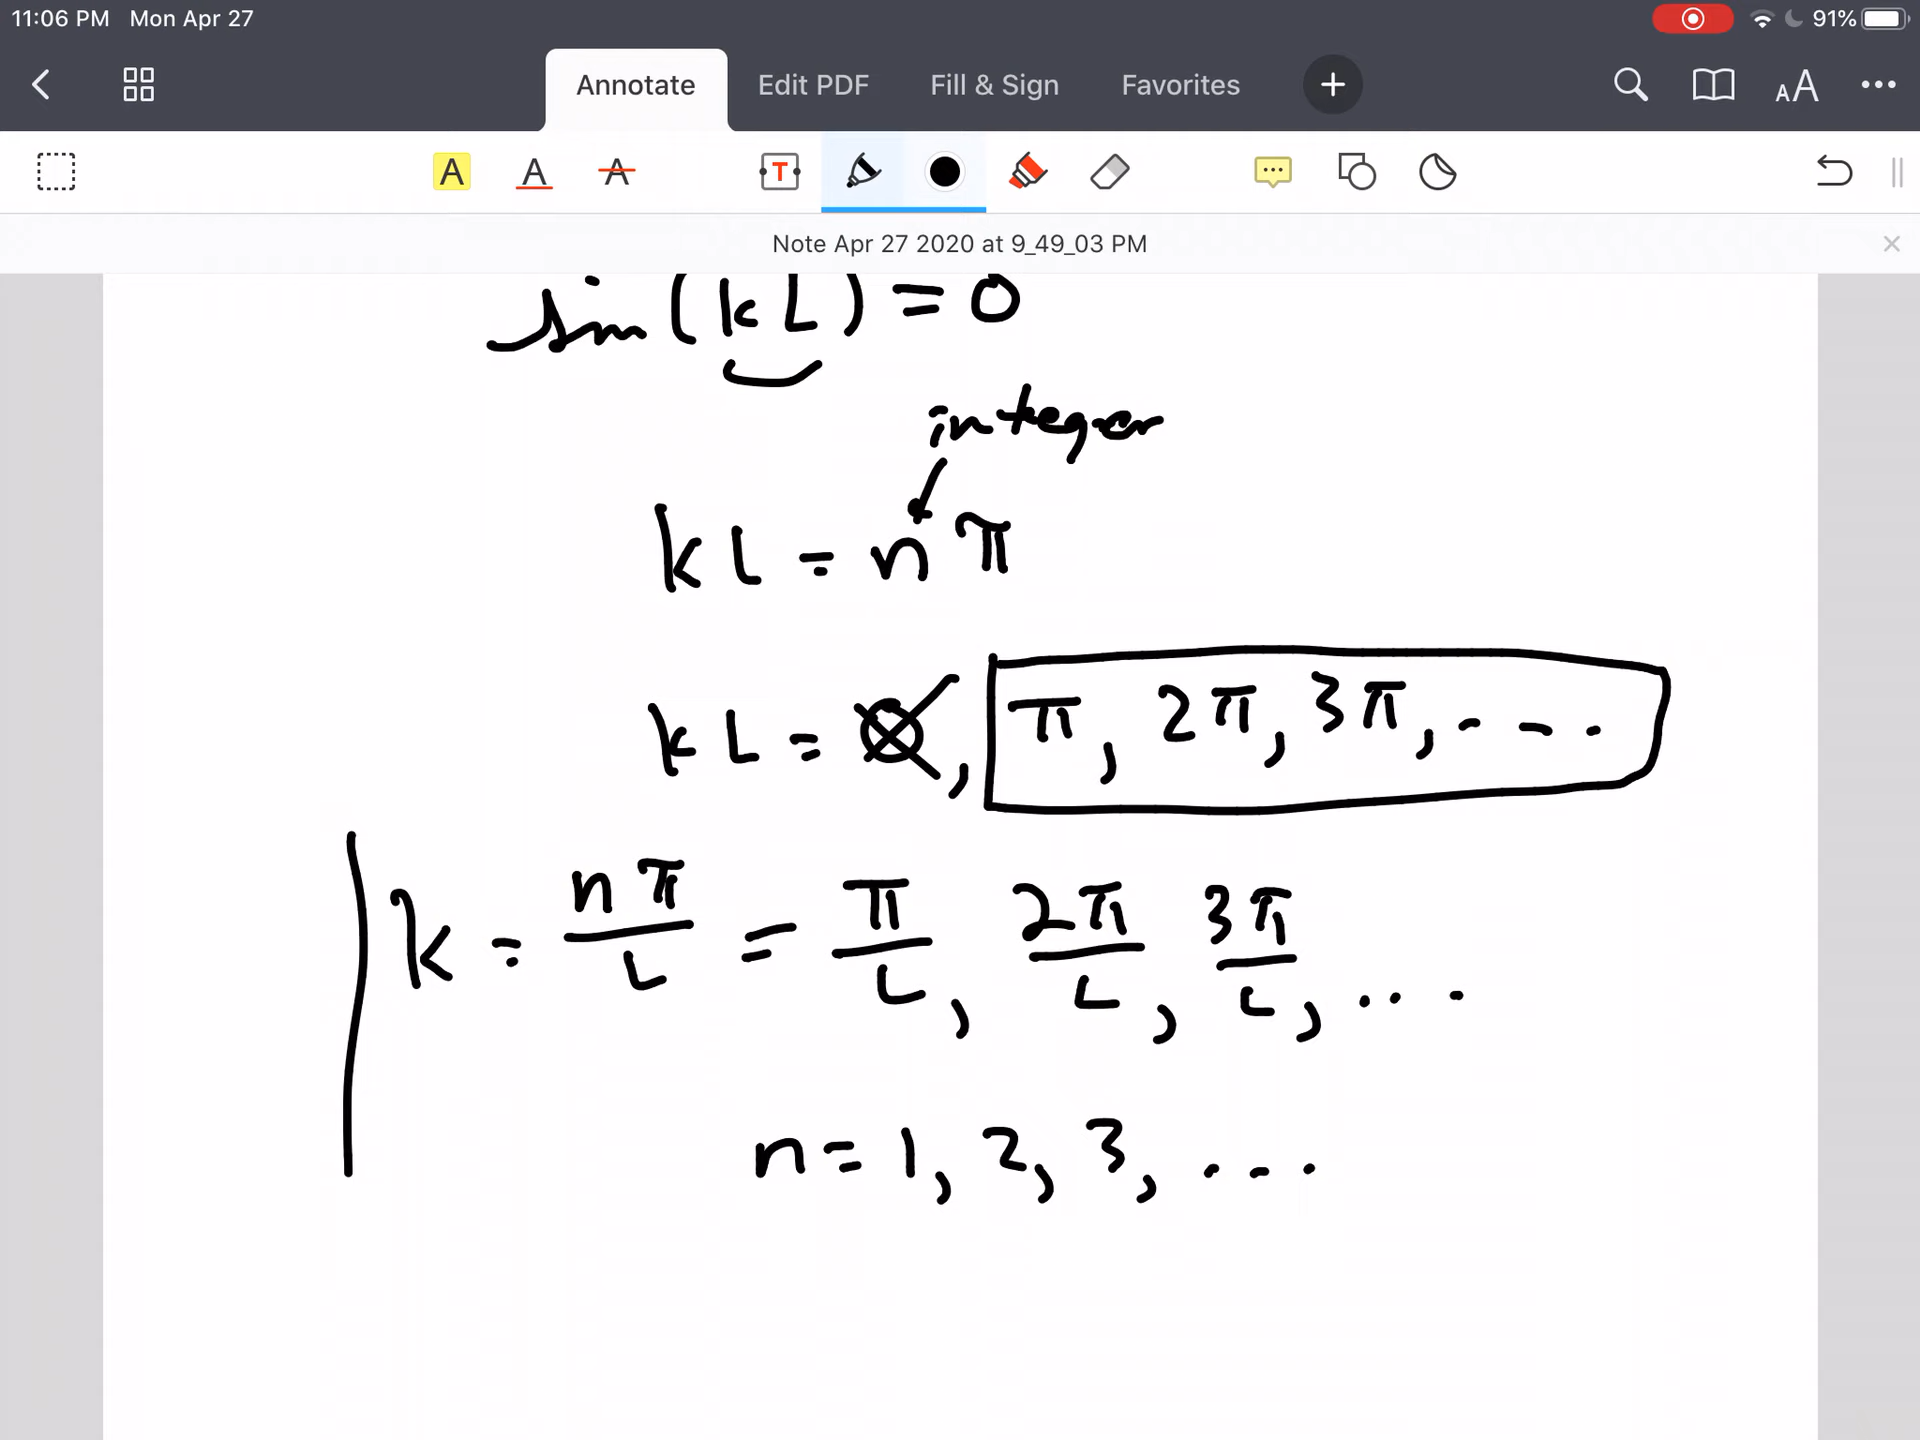 11:06 PM Mon Apr 27 91%
Annotate Edit PDF Fill & Sign Favorites
A A A T AA
Note Apr 27 2020 at 9_49_03 PM
sin(kL) = 0
integer
kL = nπ
kL = 0, π, 2π, 3π, ...
k = nπ/L = π/L, 2π/L, 3π/L, ...
n = 1, 2, 3, ...